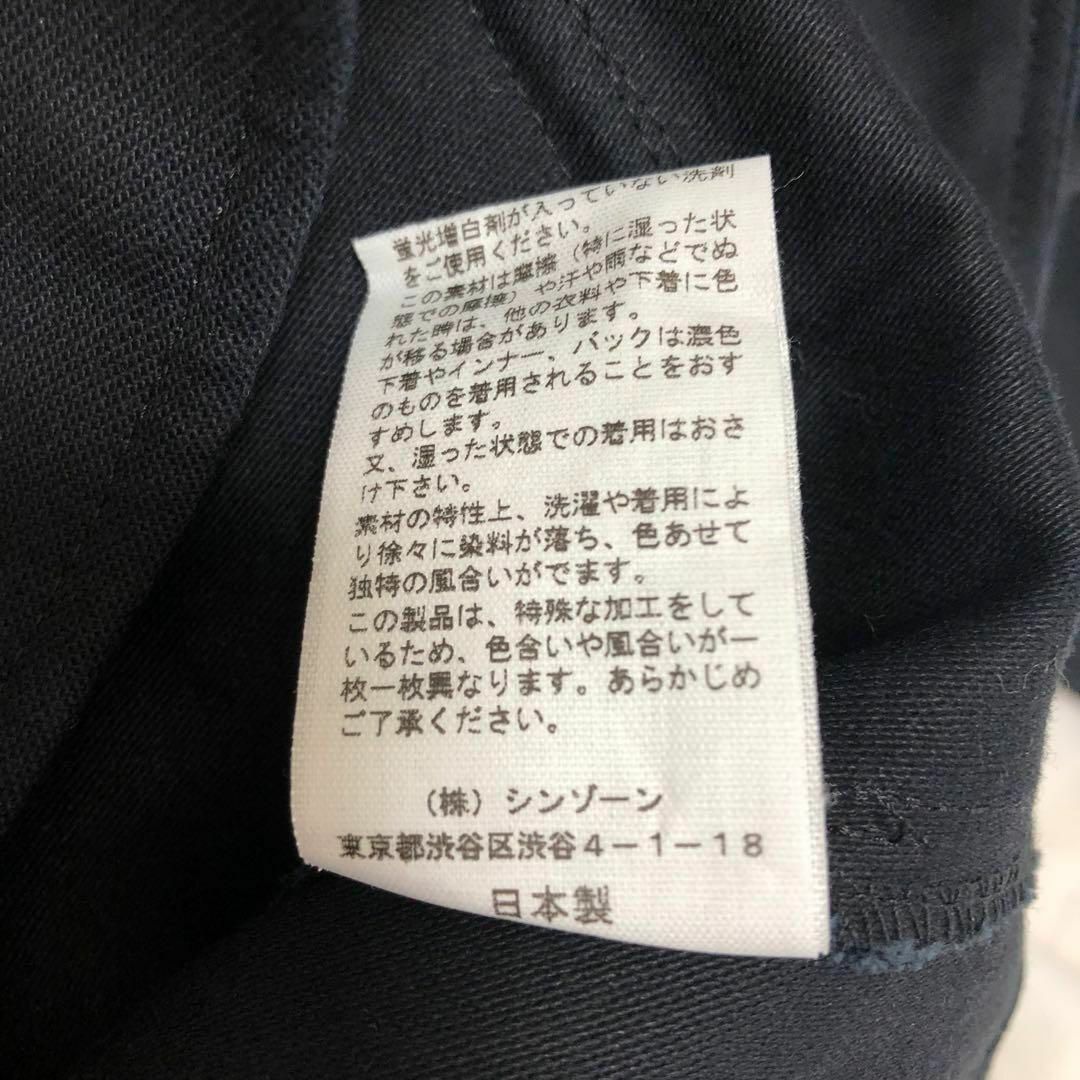 蛍光増白剤が入っていない洗剤
をご使用ください。
この素材は摩擦（特に湿った状
態での摩擦）や汗や雨などでぬ
れた時は、他の衣料や下着に色
が移る場合があります。
下着やインナー、バックは濃色
のものを着用されることをおす
すめします。
又、湿った状態での着用はおさ
け下さい。
素材の特性上、洗濯や着用によ
り徐々に染料が落ち、色あせて
独特の風合いがでます。
この製品は、特殊な加工をして
いるため、色合いや風合いが一
枚一枚異なります。あらかじめ
ご了承ください。
（株）シンゾーン
東京都渋谷区渋谷４－１－１８
日本製